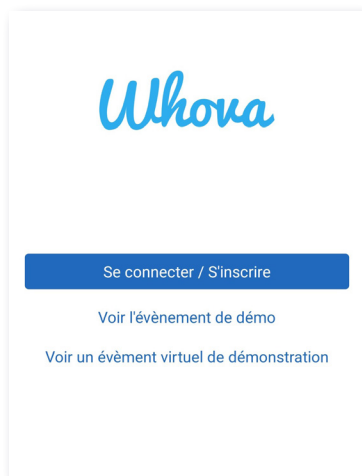 Whova
Se connecter / S'inscrire
Voir l'évènement de démo
Voir un évèment virtuel de démonstration